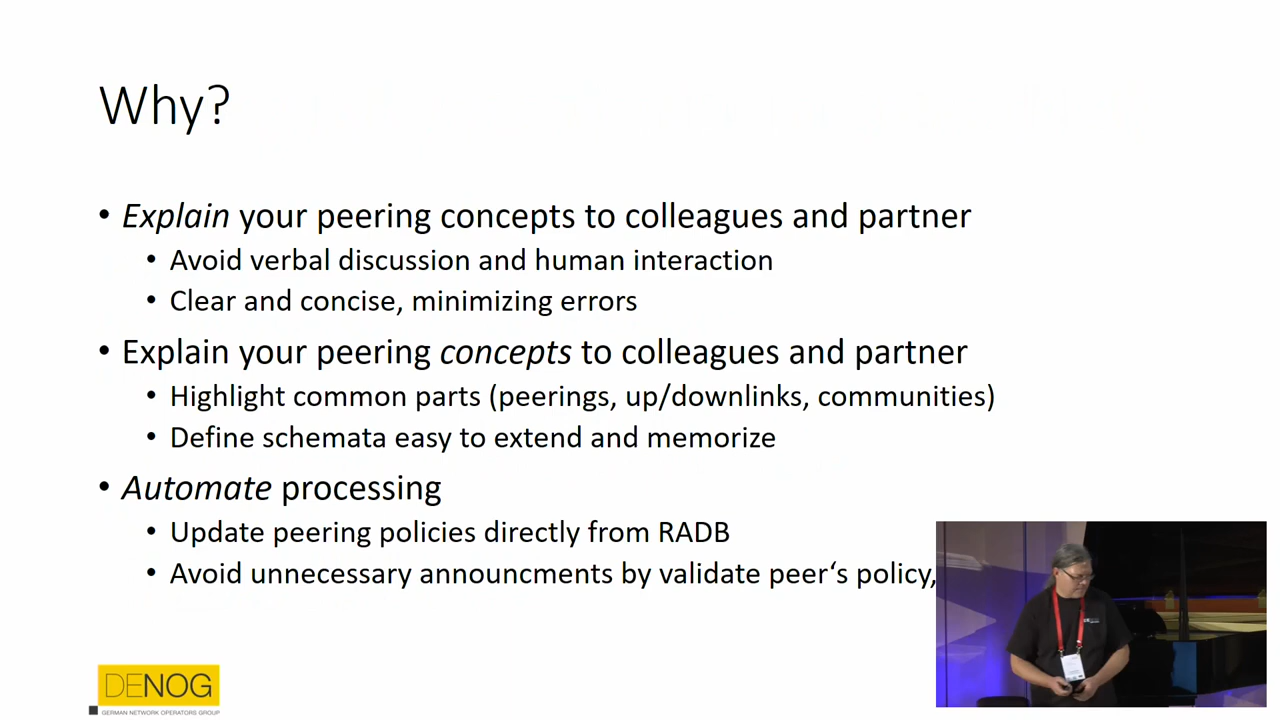 Why?
• Explain your peering concepts to colleagues and partner
• Avoid verbal discussion and human interaction
• Clear and concise, minimizing errors
• Explain your peering concepts to colleagues and partner
• Highlight common parts (peerings, up/downlinks, communities)
• Define schemata easy to extend and memorize
• Automate processing
• Update peering policies directly from RADB
• Avoid unnecessary announcments by validate peer‘s policy,
DENOG
GERMAN NETWORK OPERATORS GROUP